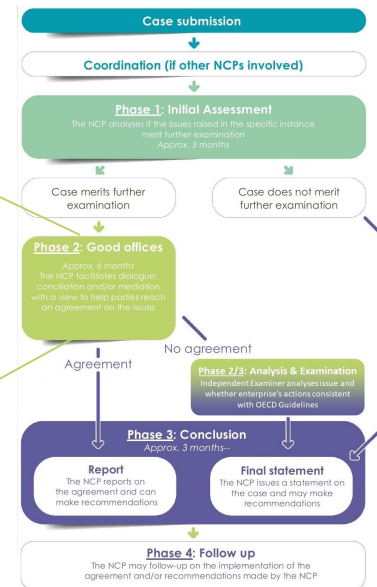 Case submission
Coordination (if other NCPs involved)
Phase 1: Initial Assessment
The NCP analyses if the issues raised in the specific instance
merit further examination
Approx. 3 months
Case merits further
examination
Case does not merit
further examination
Phase 2: Good offices
Approx. 6 months
The NCP facilitates dialogue;
conciliation and/or mediation
with a view to help parties reach
an agreement on the issues
Agreement
No agreement
Phase 2/3: Analysis & Examination
Independent Examiner analyses issue and
whether enterprise's actions consistent
with OECD Guidelines
Phase 3: Conclusion
Approx. 3 months--
Report
The NCP reports on
the agreement and can
make recommendations
Final statement
The NCP issues a statement on
the case and may make
recommendations
Phase 4: Follow up
The NCP may follow-up on the implementation of the
agreement and/or recommendations made by the NCP